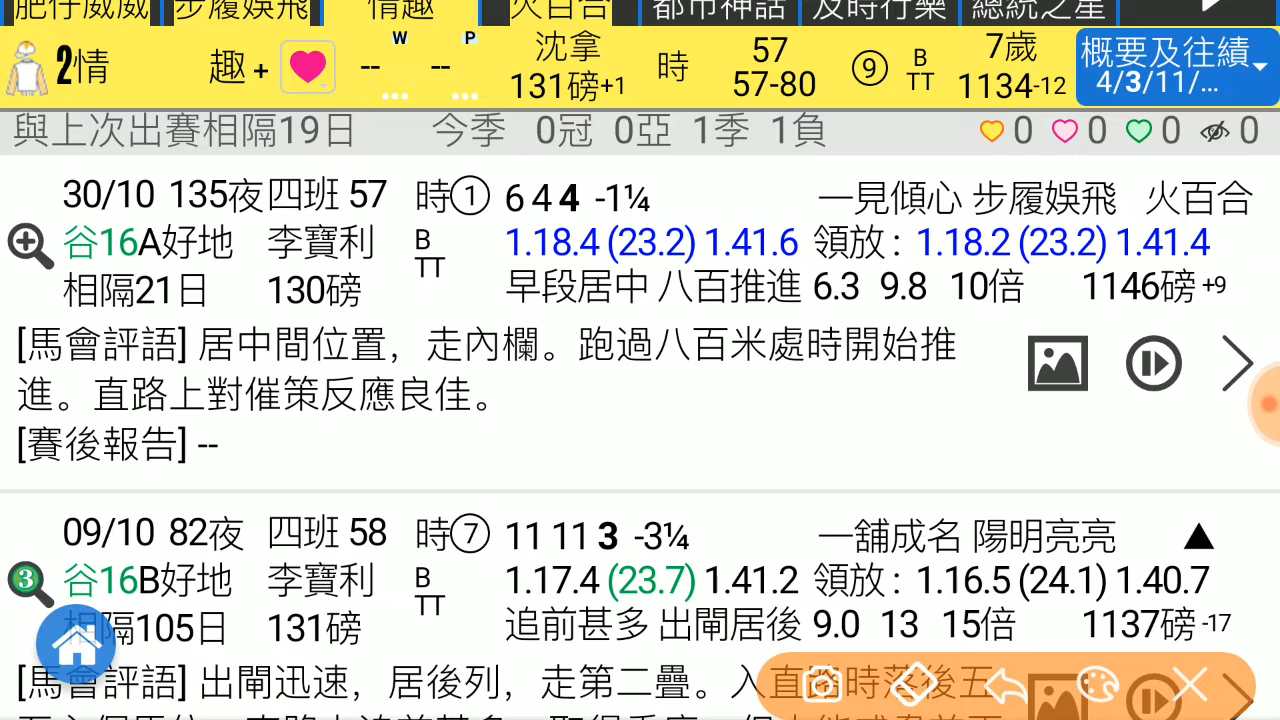 肥仔威威 步履娛飛 情趣 火百合 都市神話 及時行樂 總統之星
2情 趣+ W -- P -- 沈拿 131磅+1 時 57 57-80 9 B TT 7歲 1134-12 概要及往績 4/3/11/...
與上次出賽相隔19日 今季 0冠 0亞 1季 1負 0 0 0 0
30/10 135夜四班 57 時① 6 4 4 -1¼ 一見傾心 步履娛飛 火百合
谷16A好地 李寶利 B TT 1.18.4 (23.2) 1.41.6 領放：1.18.2 (23.2) 1.41.4
相隔21日 130磅 早段居中 八百推進 6.3 9.8 10倍 1146磅 +9
[馬會評語] 居中間位置，走內欄。跑過八百米處時開始推
進。直路上對催策反應良佳。
[賽後報告] --
09/10 82夜 四班 58 時⑦ 11 11 3 -3¼ 一舖成名 陽明亮亮 ▲
3 谷16B好地 李寶利 B TT 1.17.4 (23.7) 1.41.2 領放：1.16.5 (24.1) 1.40.7
相隔105日 131磅 追前甚多 出閘居後 9.0 13 15倍 1137磅 -17
[馬會評語] 出閘迅速，居後列，走第二疊。入直路時落後五